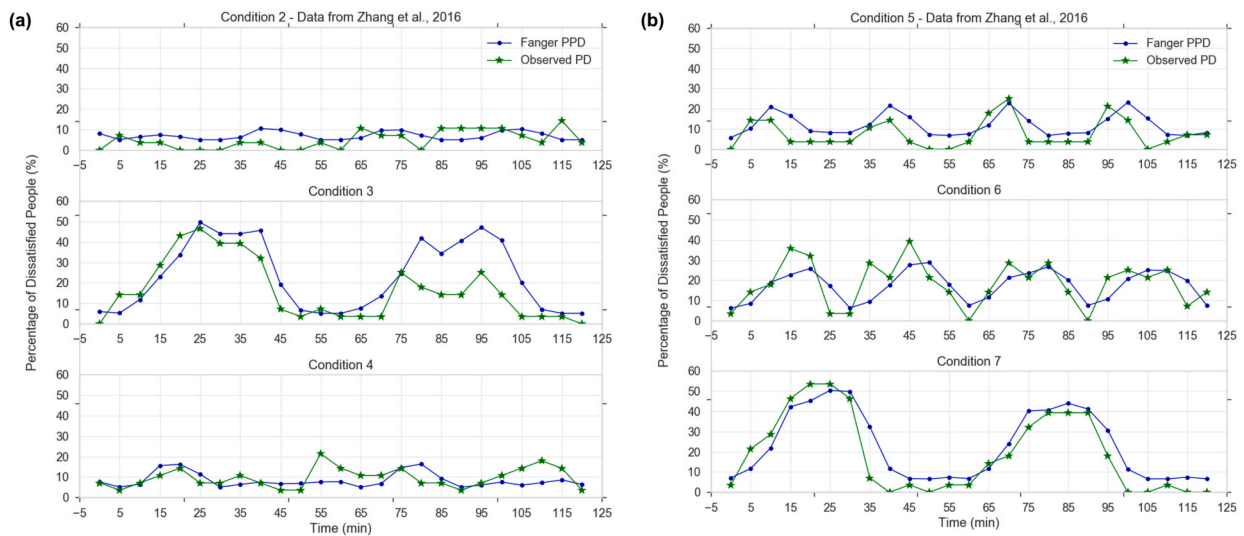 (a)
Condition 2 - Data from Zhang et al., 2016
60
50
40
30
20
10
0
Fanger PPD
Observed PD
−5 5 15 25 35 45 55 65 75 85 95 105 115 125
Condition 3
60
50
40
30
20
10
0
−5 5 15 25 35 45 55 65 75 85 95 105 115 125
Condition 4
60
50
40
30
20
10
0
−5 5 15 25 35 45 55 65 75 85 95 105 115 125
Time (min)
Percentage of Dissatisfied People (%)
(b)
Condition 5 - Data from Zhang et al., 2016
60
50
40
30
20
10
0
Fanger PPD
Observed PD
−5 5 15 25 35 45 55 65 75 85 95 105 115 125
Condition 6
60
50
40
30
20
10
0
−5 5 15 25 35 45 55 65 75 85 95 105 115 125
Condition 7
60
50
40
30
20
10
0
−5 5 15 25 35 45 55 65 75 85 95 105 115 125
Time (min)
Percentage of Dissatisfied People (%)